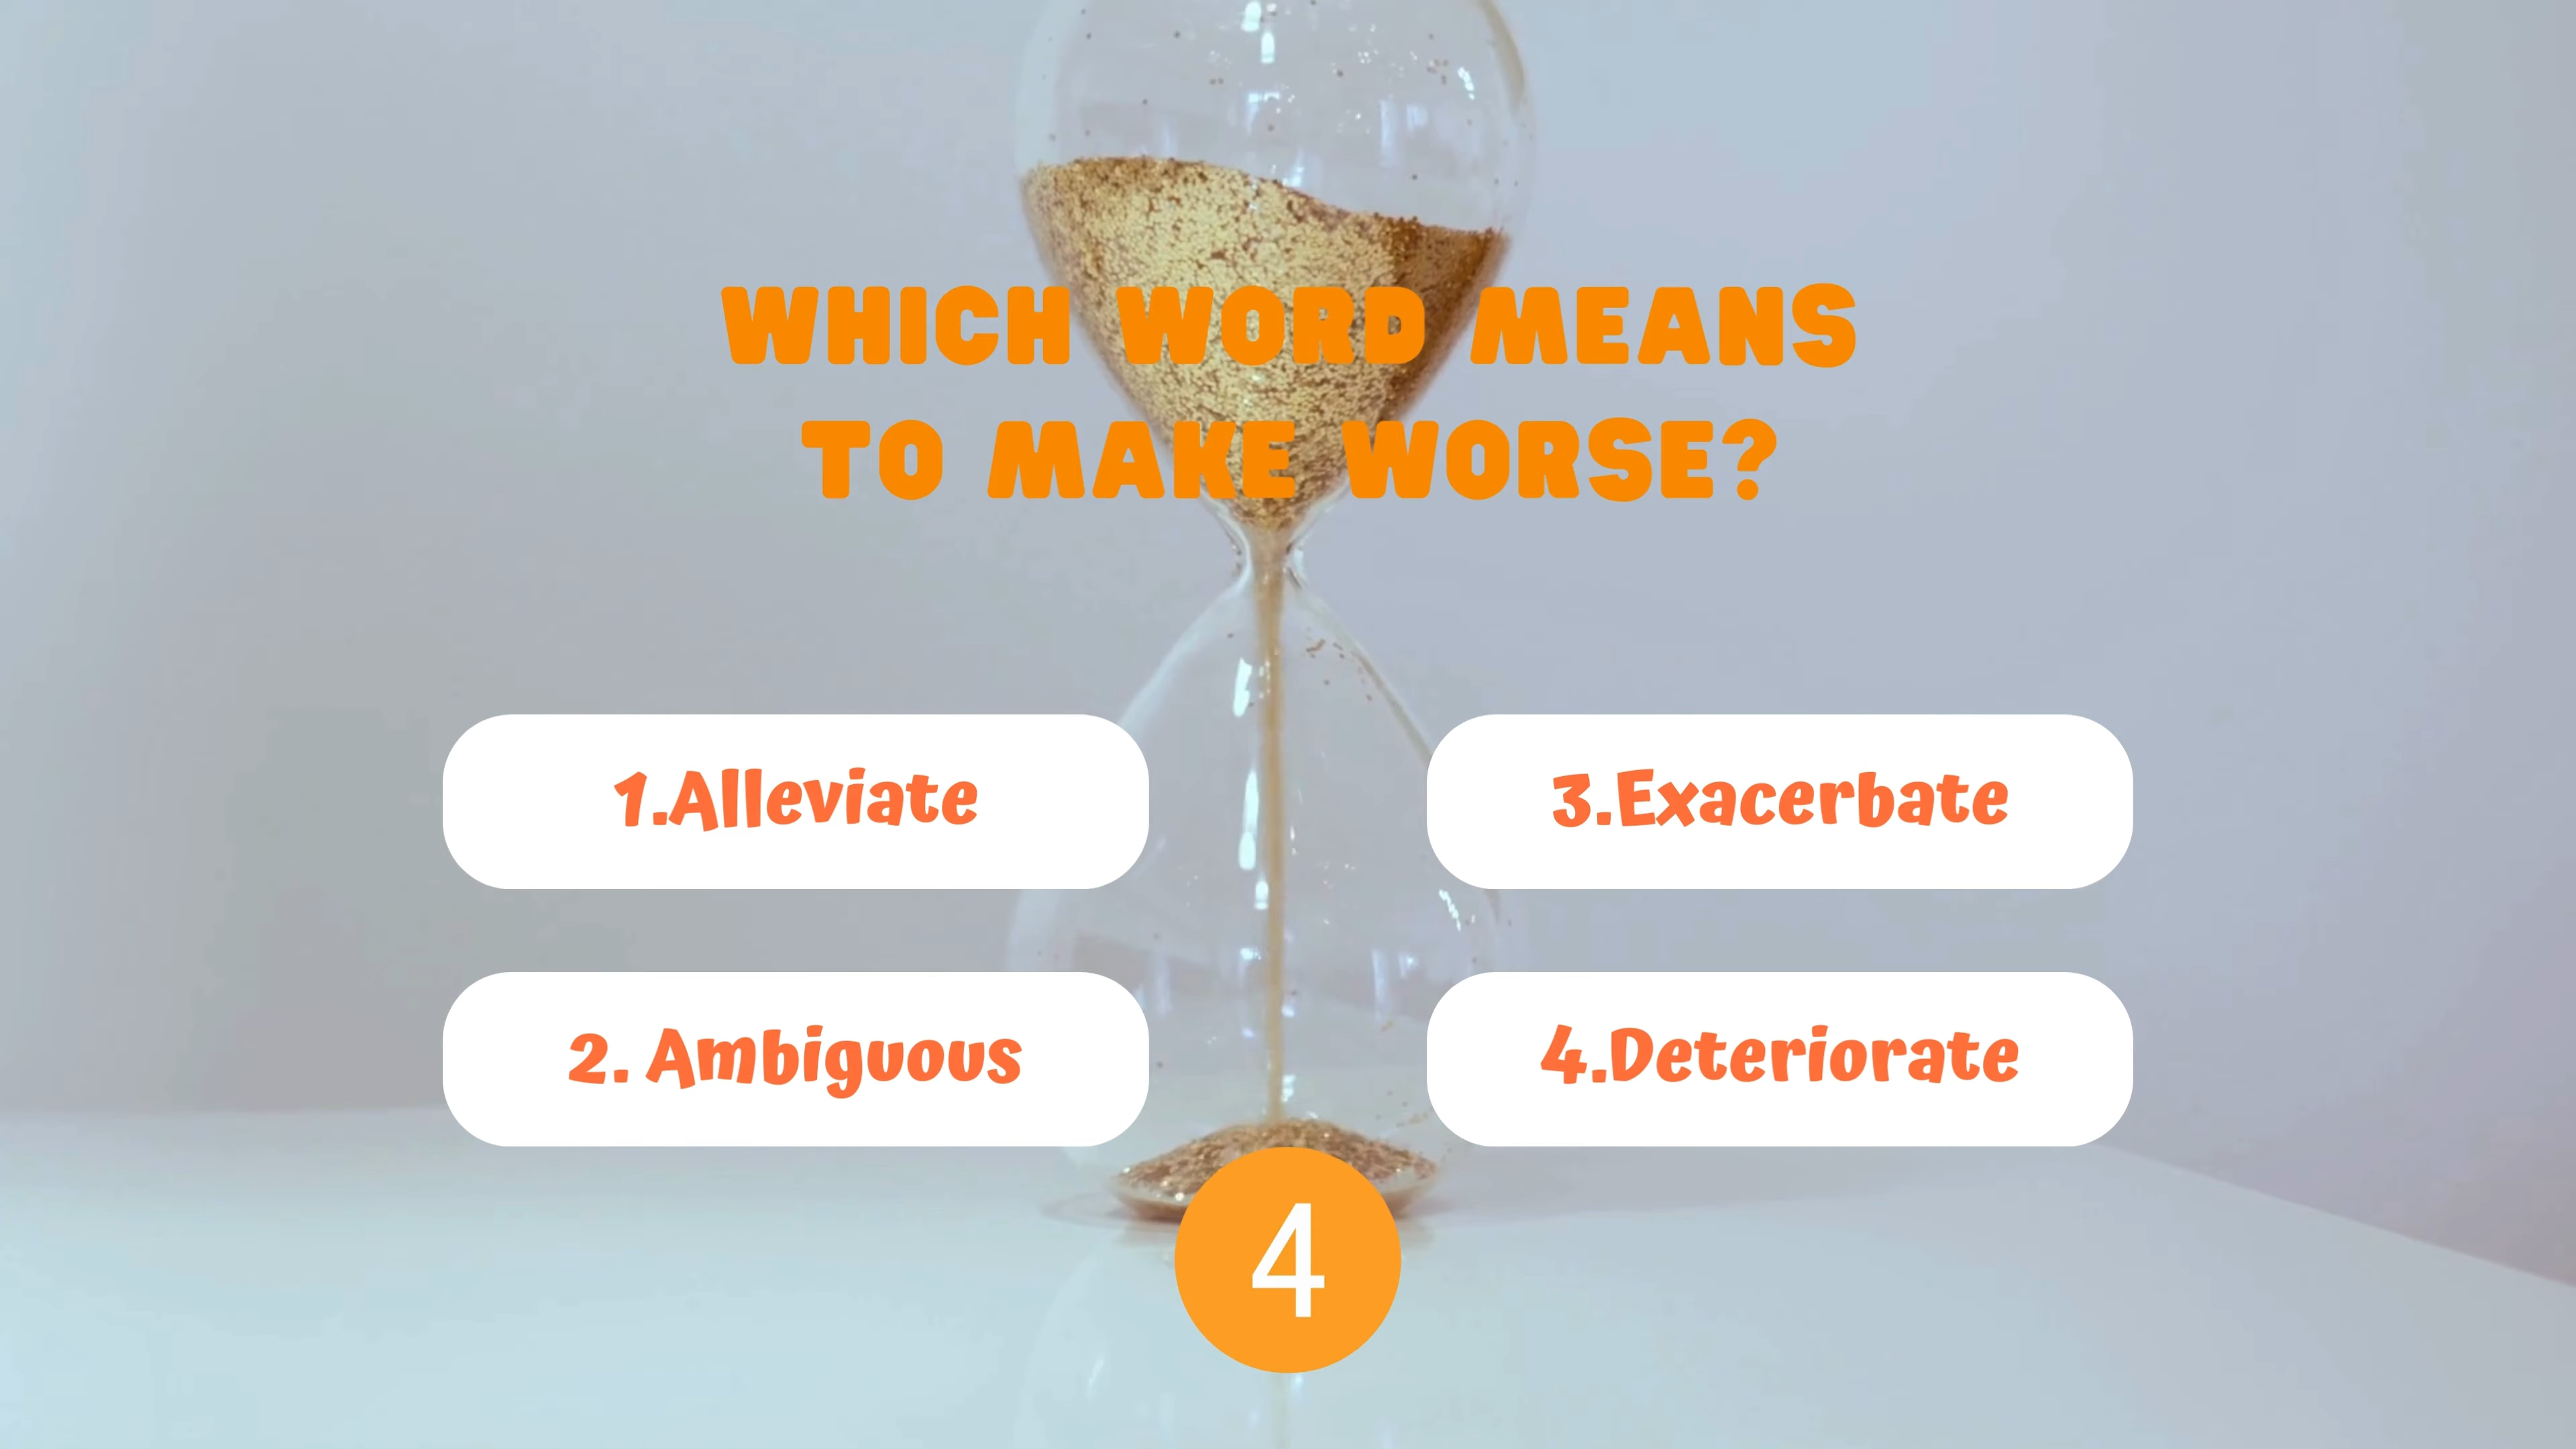 WHICH WORD MEANS
TO MAKE WORSE?
1.Alleviate
2. Ambiguous
3.Exacerbate
4.Deteriorate
4